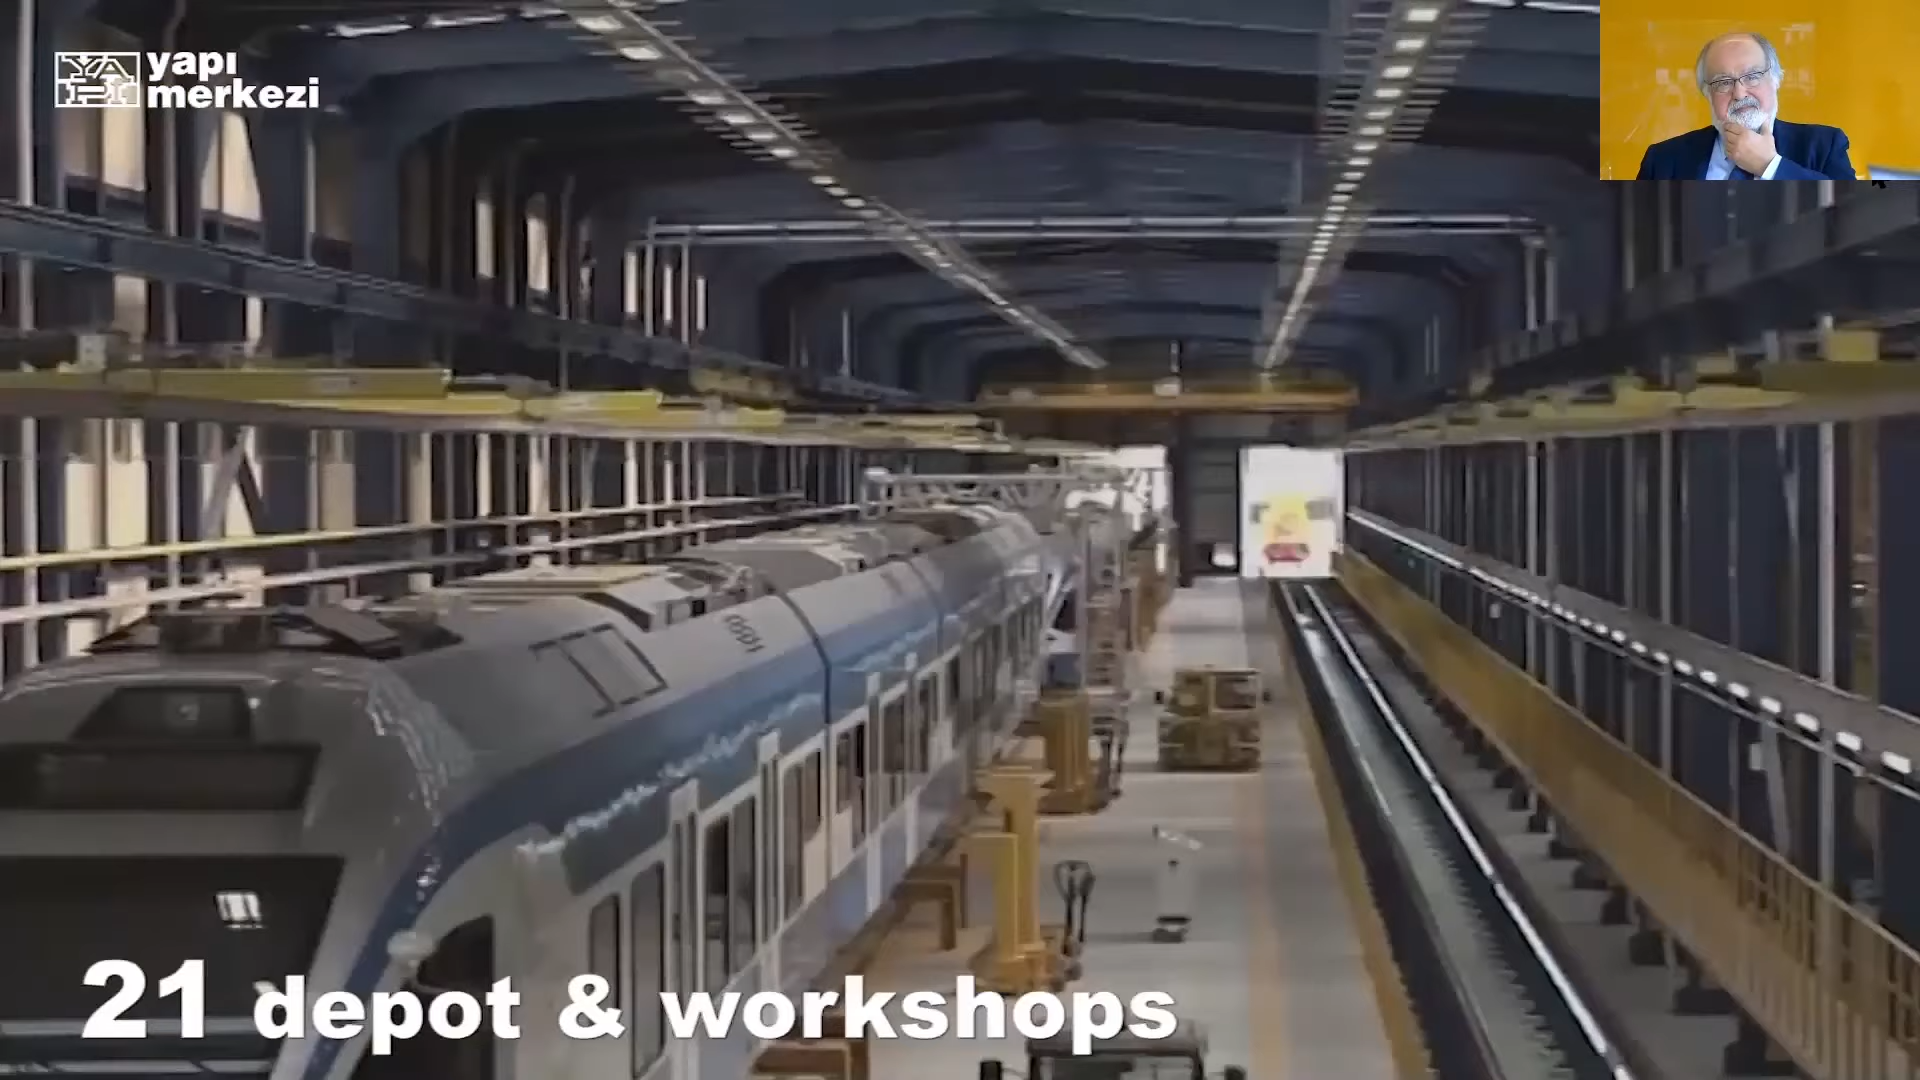 yapı
merkezi
21 depot & workshops